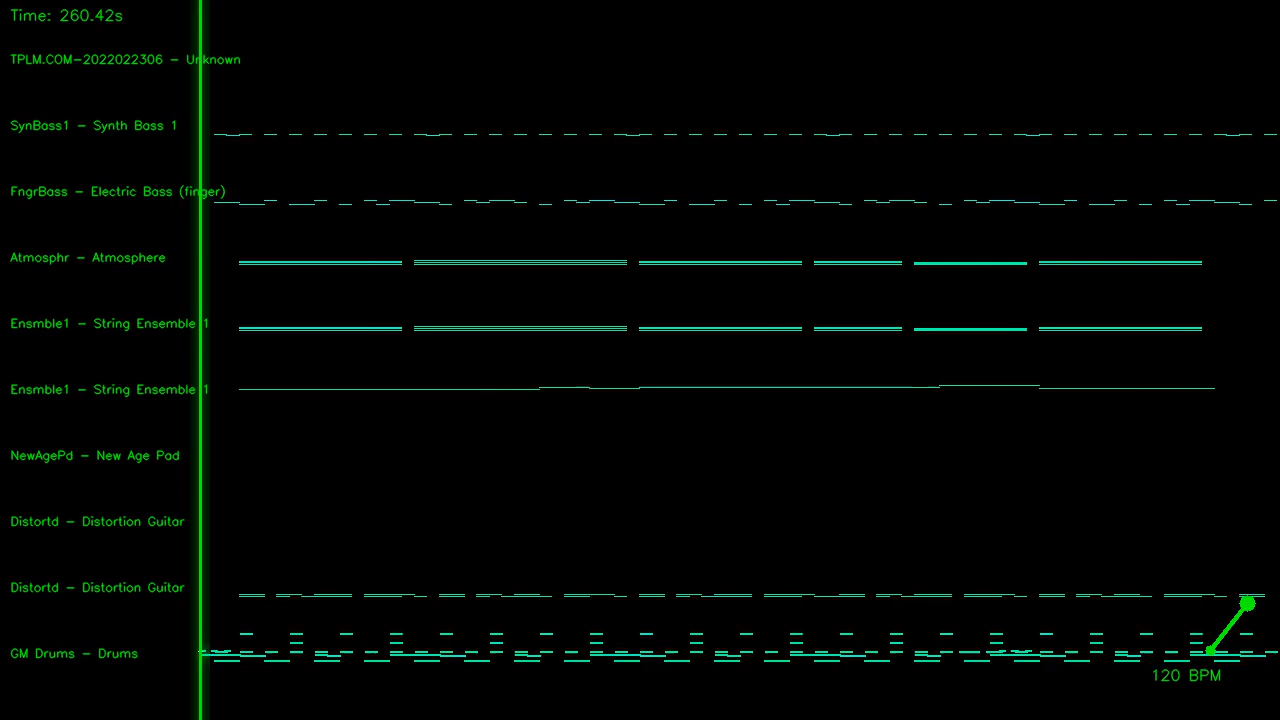 Time: 260.42s
TPLM.COM-2022022306 - Unknown
SynBass1 - Synth Bass 1
FngrBass - Electric Bass (finger)
Atmosphr - Atmosphere
Ensmble1 - String Ensemble 1
Ensmble1 - String Ensemble 1
NewAgePd - New Age Pad
Distortd - Distortion Guitar
Distortd - Distortion Guitar
GM Drums - Drums
120 BPM